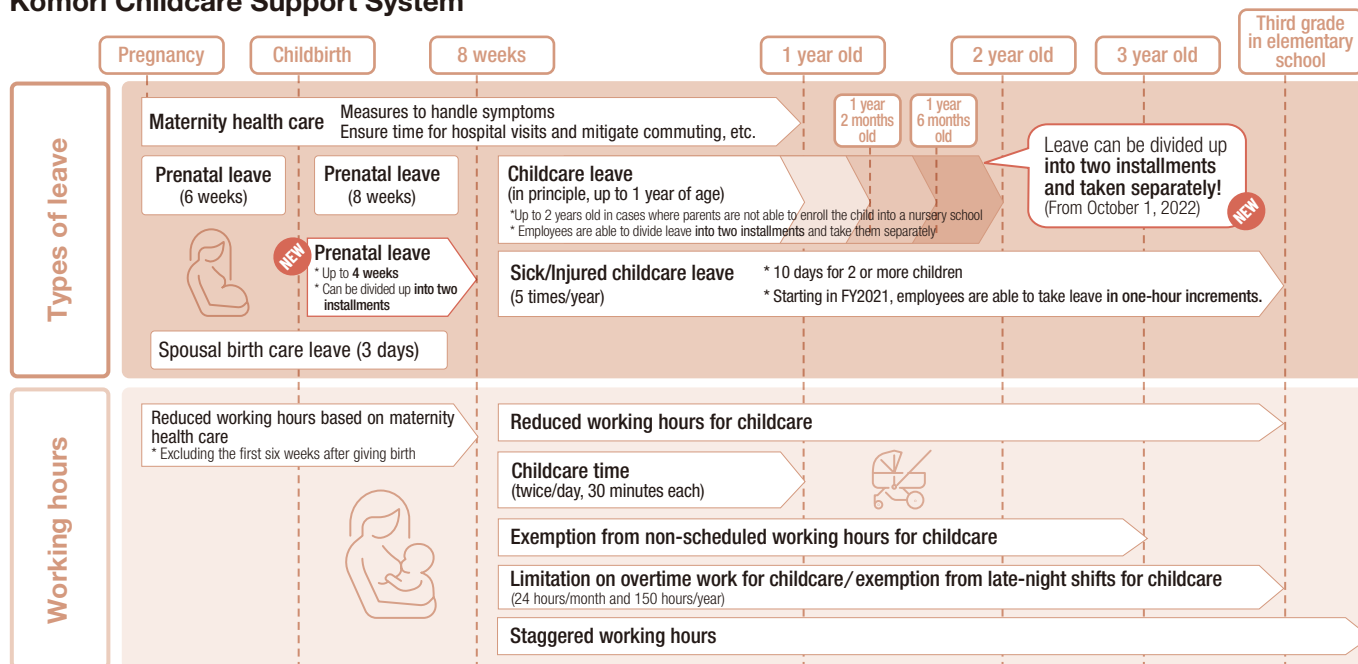 Komori Childcare Support System
Pregnancy
Childbirth
8 weeks
1 year old
2 year old
3 year old
Third grade
in elementary
school
Types of leave
Maternity health care
Measures to handle symptoms
Ensure time for hospital visits and mitigate commuting, etc.
1 year
2 months
old
1 year
6 months
old
Prenatal leave
(6 weeks)
Prenatal leave
(8 weeks)
Childcare leave
(in principle, up to 1 year of age)
*Up to 2 years old in cases where parents are not able to enroll the child into a nursery school
* Employees are able to divide leave into two installments and take them separately
Leave can be divided up
into two installments
and taken separately!
(From October 1, 2022)
NEW
NEW
Prenatal leave
* Up to 4 weeks
* Can be divided up into two
installments
Sick/Injured childcare leave
(5 times/year)
* 10 days for 2 or more children
* Starting in FY2021, employees are able to take leave in one-hour increments.
Spousal birth care leave (3 days)
Working hours
Reduced working hours based on maternity
health care
* Excluding the first six weeks after giving birth
Reduced working hours for childcare
Childcare time
(twice/day, 30 minutes each)
Exemption from non-scheduled working hours for childcare
Limitation on overtime work for childcare/exemption from late-night shifts for childcare
(24 hours/month and 150 hours/year)
Staggered working hours